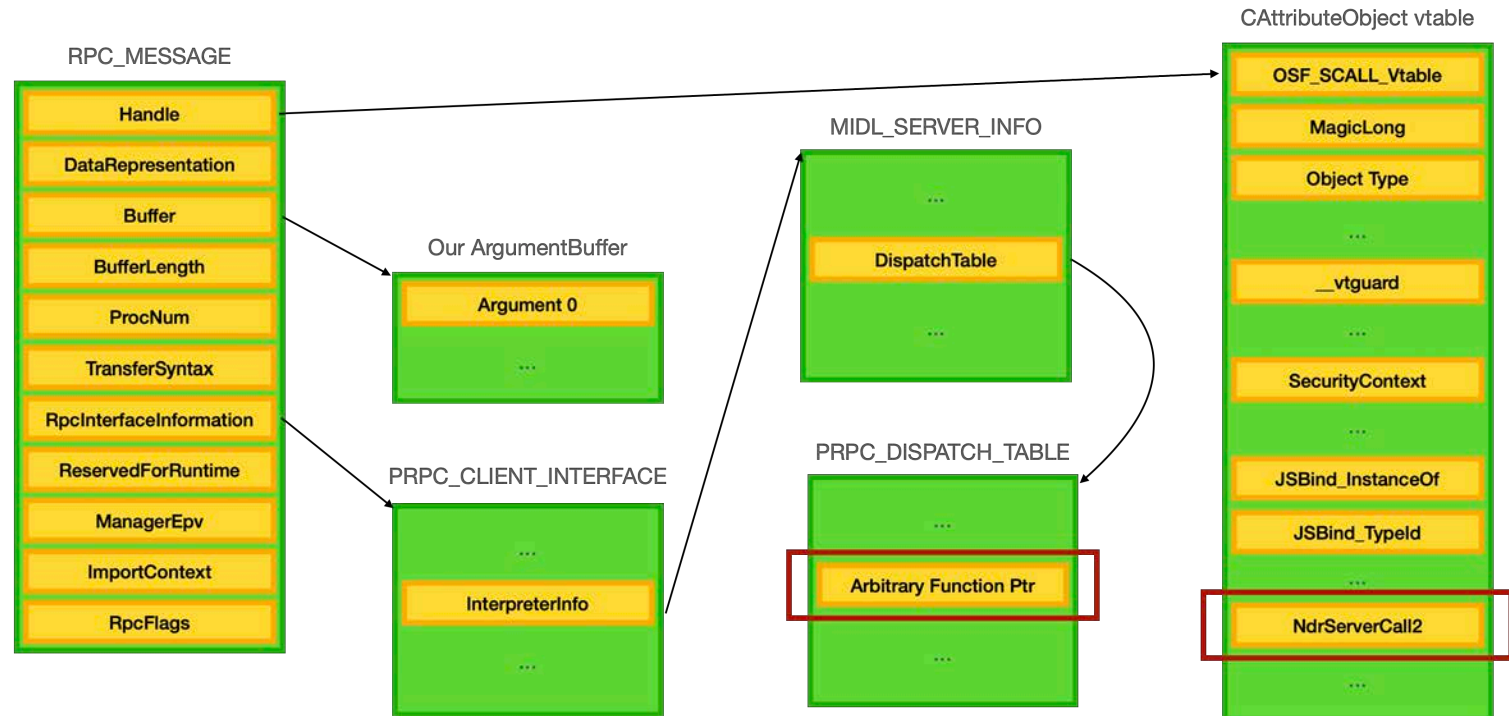 CAttributeObject vtable
OSF_SCALL_Vtable
MagicLong
Object Type
...
__vtguard
...
SecurityContext
...
JSBind_InstanceOf
JSBind_TypeId
...
NdrServerCall2
...
RPC_MESSAGE
Handle
DataRepresentation
Buffer
BufferLength
ProcNum
TransferSyntax
RpcInterfaceInformation
ReservedForRuntime
ManagerEpv
ImportContext
RpcFlags
Our ArgumentBuffer
Argument 0
...
PRPC_CLIENT_INTERFACE
...
InterpreterInfo
...
MIDL_SERVER_INFO
...
DispatchTable
...
PRPC_DISPATCH_TABLE
...
Arbitrary Function Ptr
...